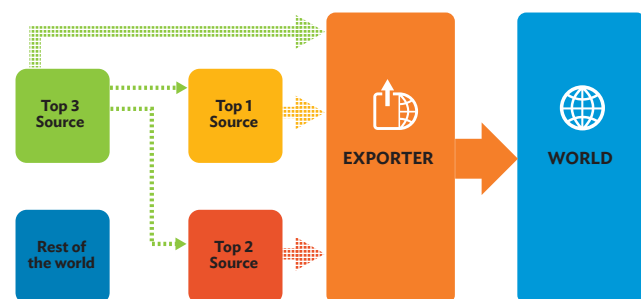 Top 3
Source
Top 1
Source
EXPORTER
WORLD
Rest of
the world
Top 2
Source